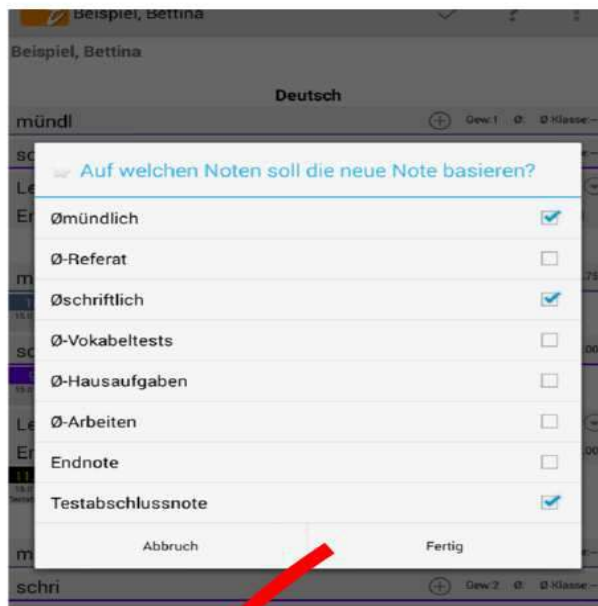 Beispiel, Bettina
Beispiel, Bettina
Deutsch
mündl Gew:1 Ø: Ø Klasse:--
Auf welchen Noten soll die neue Note basieren?
Ømündlich
Ø-Referat
Øschriftlich
Ø-Vokabeltests
Ø-Hausaufgaben
Ø-Arbeiten
Endnote
Testabschlussnote
Abbruch Fertig
schri Gew:2 Ø: Ø Klasse:--